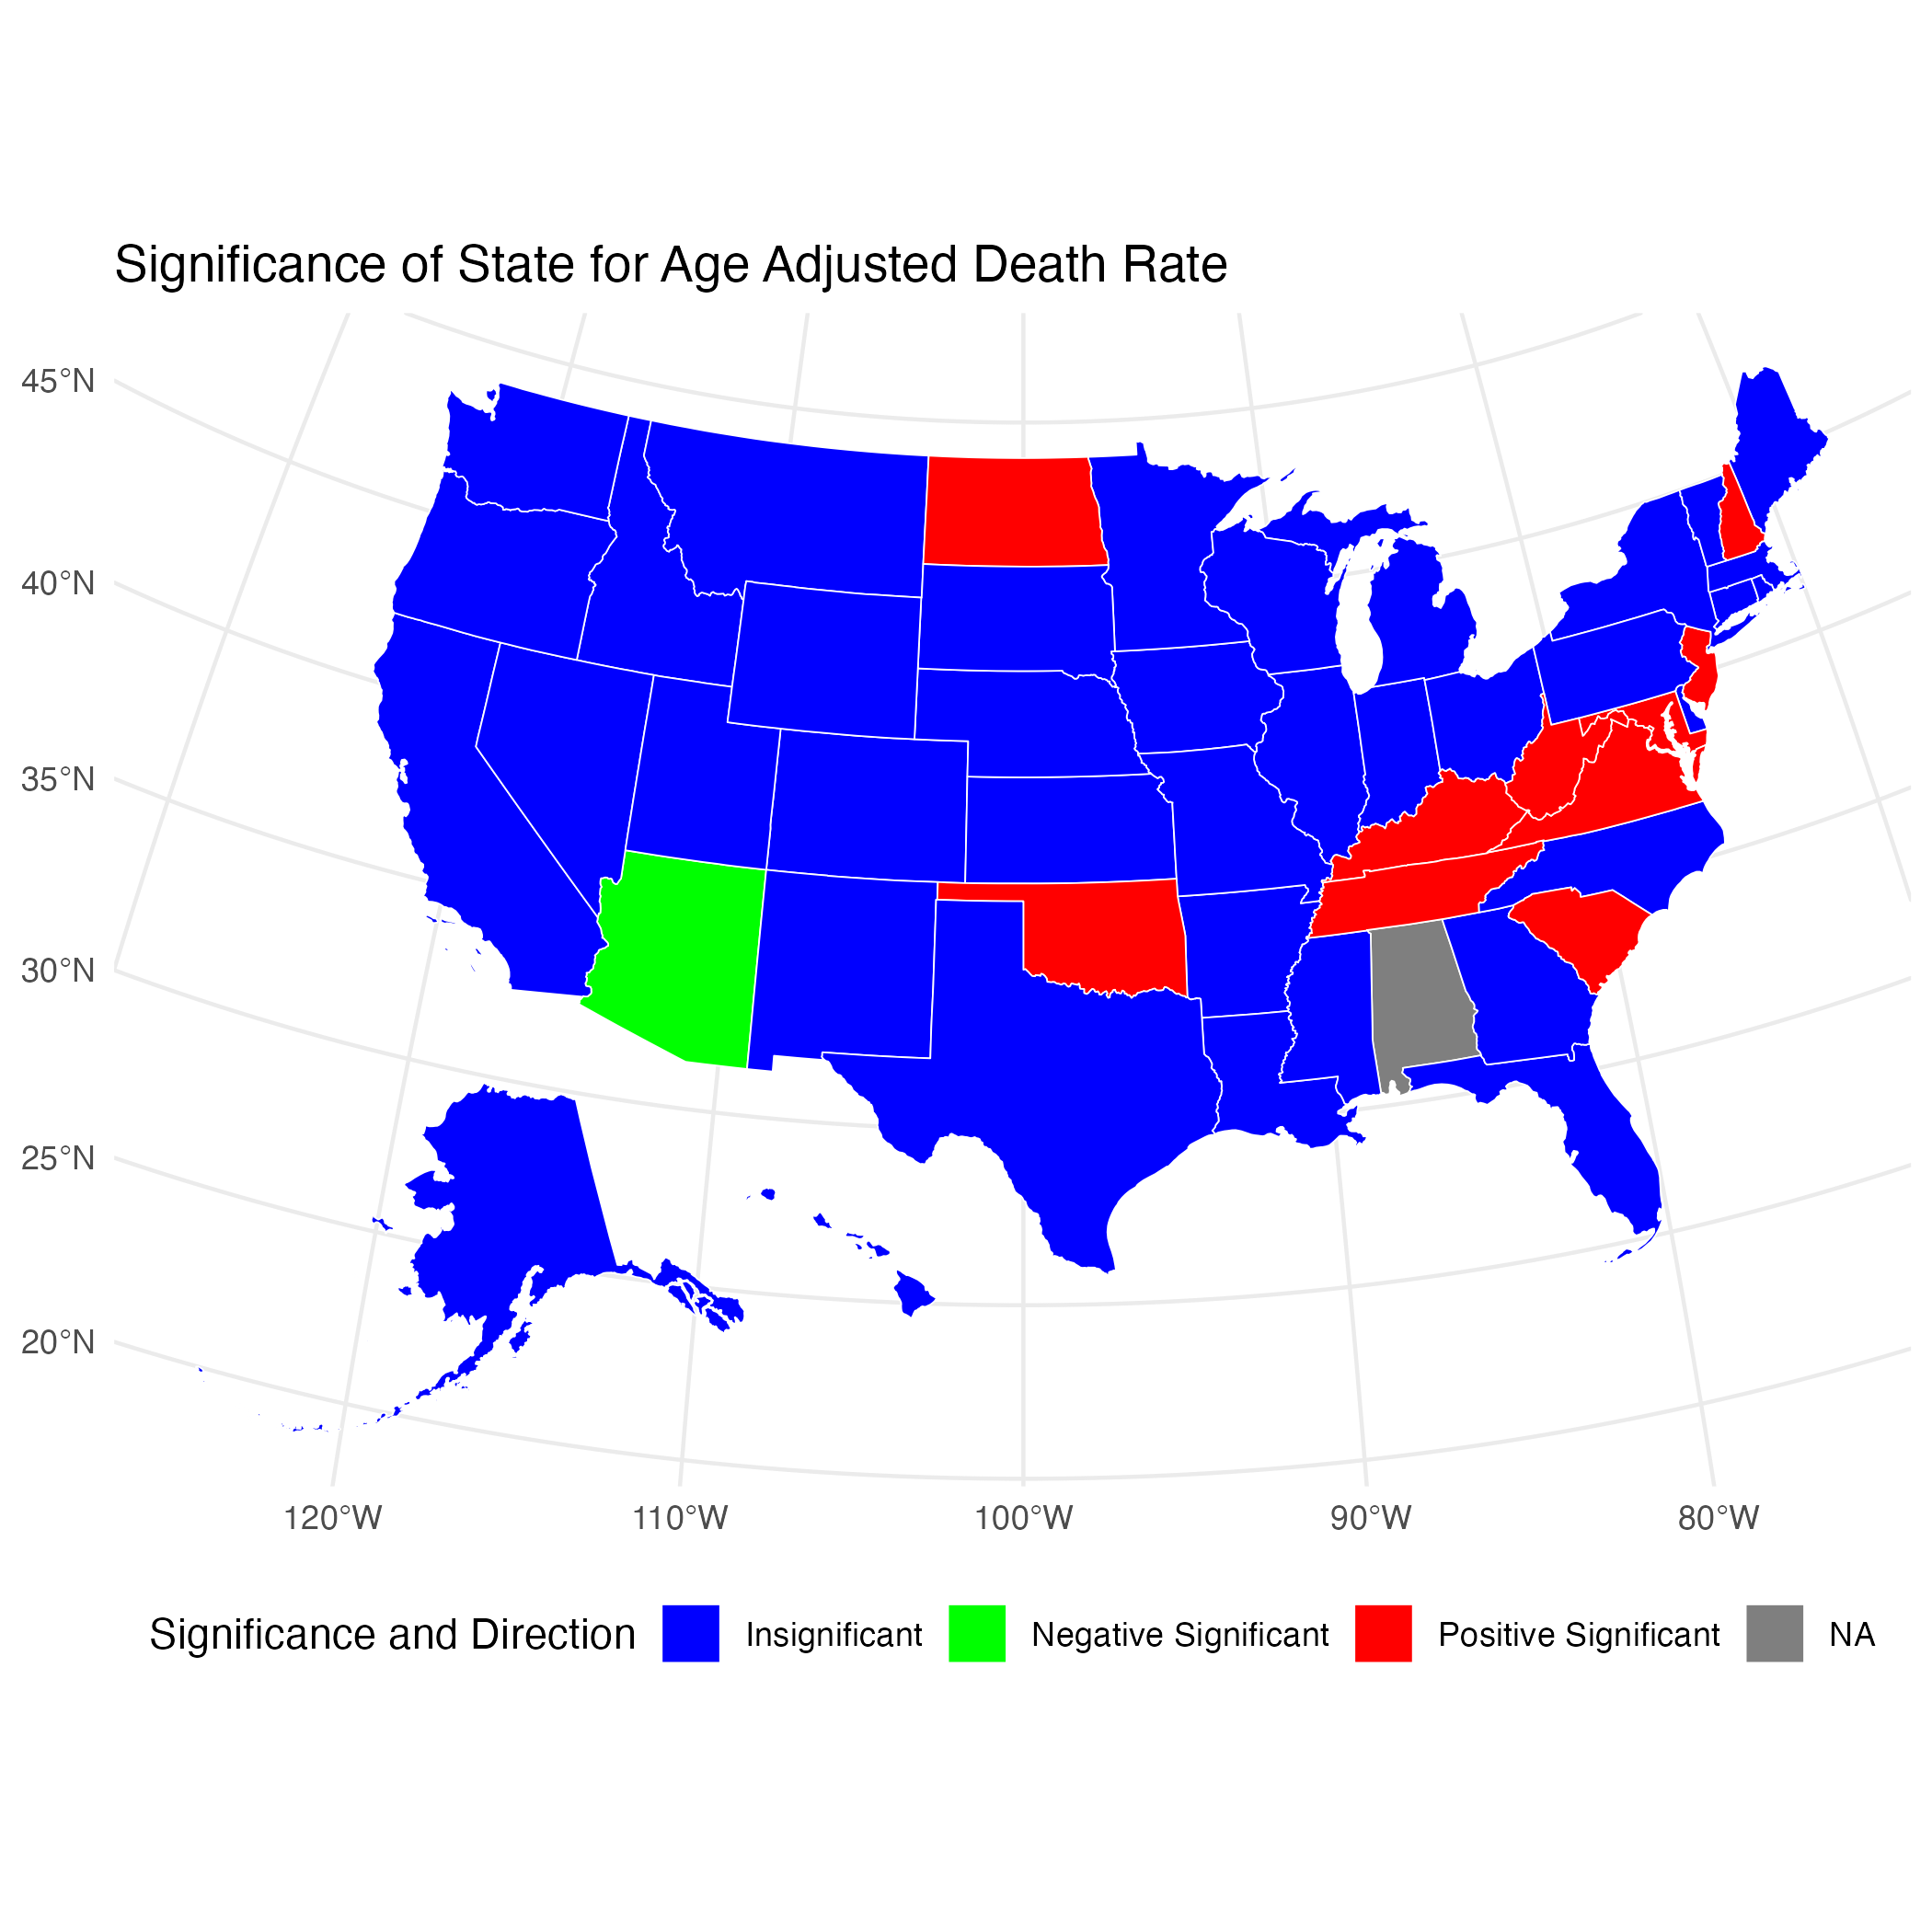 Significance of State for Age Adjusted Death Rate
45°N
40°N
35°N
30°N
25°N
20°N
120°W 110°W 100°W 90°W 80°W
Significance and Direction Insignificant Negative Significant Positive Significant NA